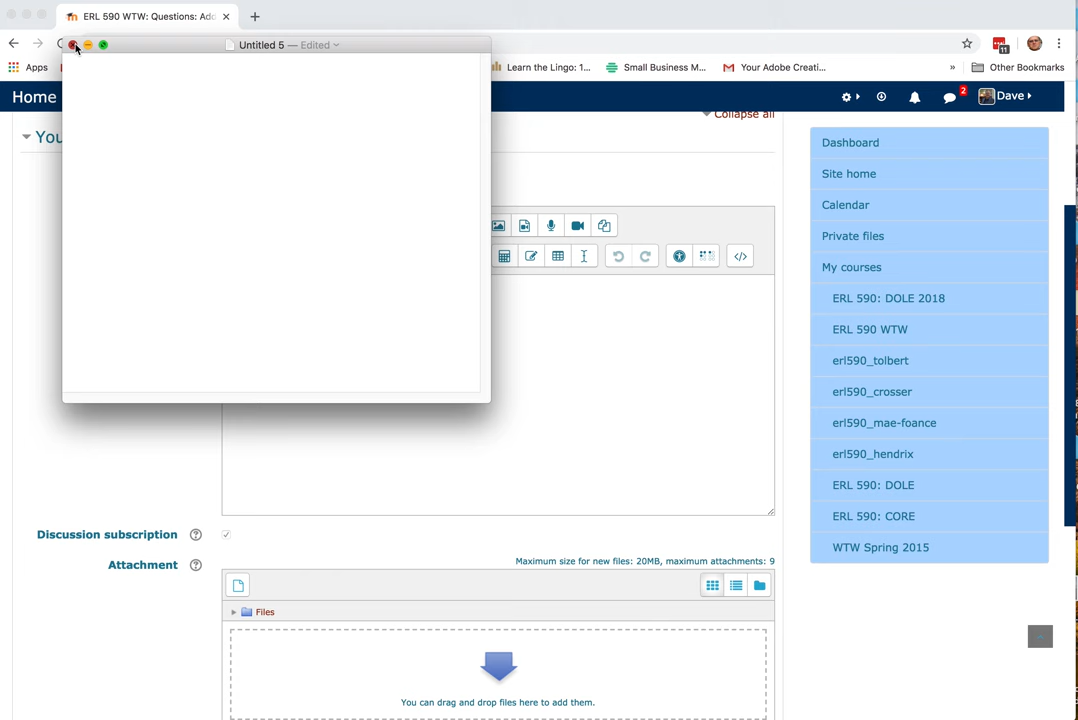 ERL 590 WTW: Questions: Ad
Untitled 5 — Edited
11
Apps
Learn the Lingo: 1...
Small Business M...
Your Adobe Creati...
»
Other Bookmarks
Home
2
Dave
Collapse all
You
Dashboard
Site home
Calendar
Private files
My courses
ERL 590: DOLE 2018
ERL 590 WTW
erl590_tolbert
erl590_crosser
erl590_mae-foance
erl590_hendrix
ERL 590: DOLE
ERL 590: CORE
WTW Spring 2015
Discussion subscription
Attachment
Maximum size for new files: 20MB, maximum attachments: 9
Files
You can drag and drop files here to add them.